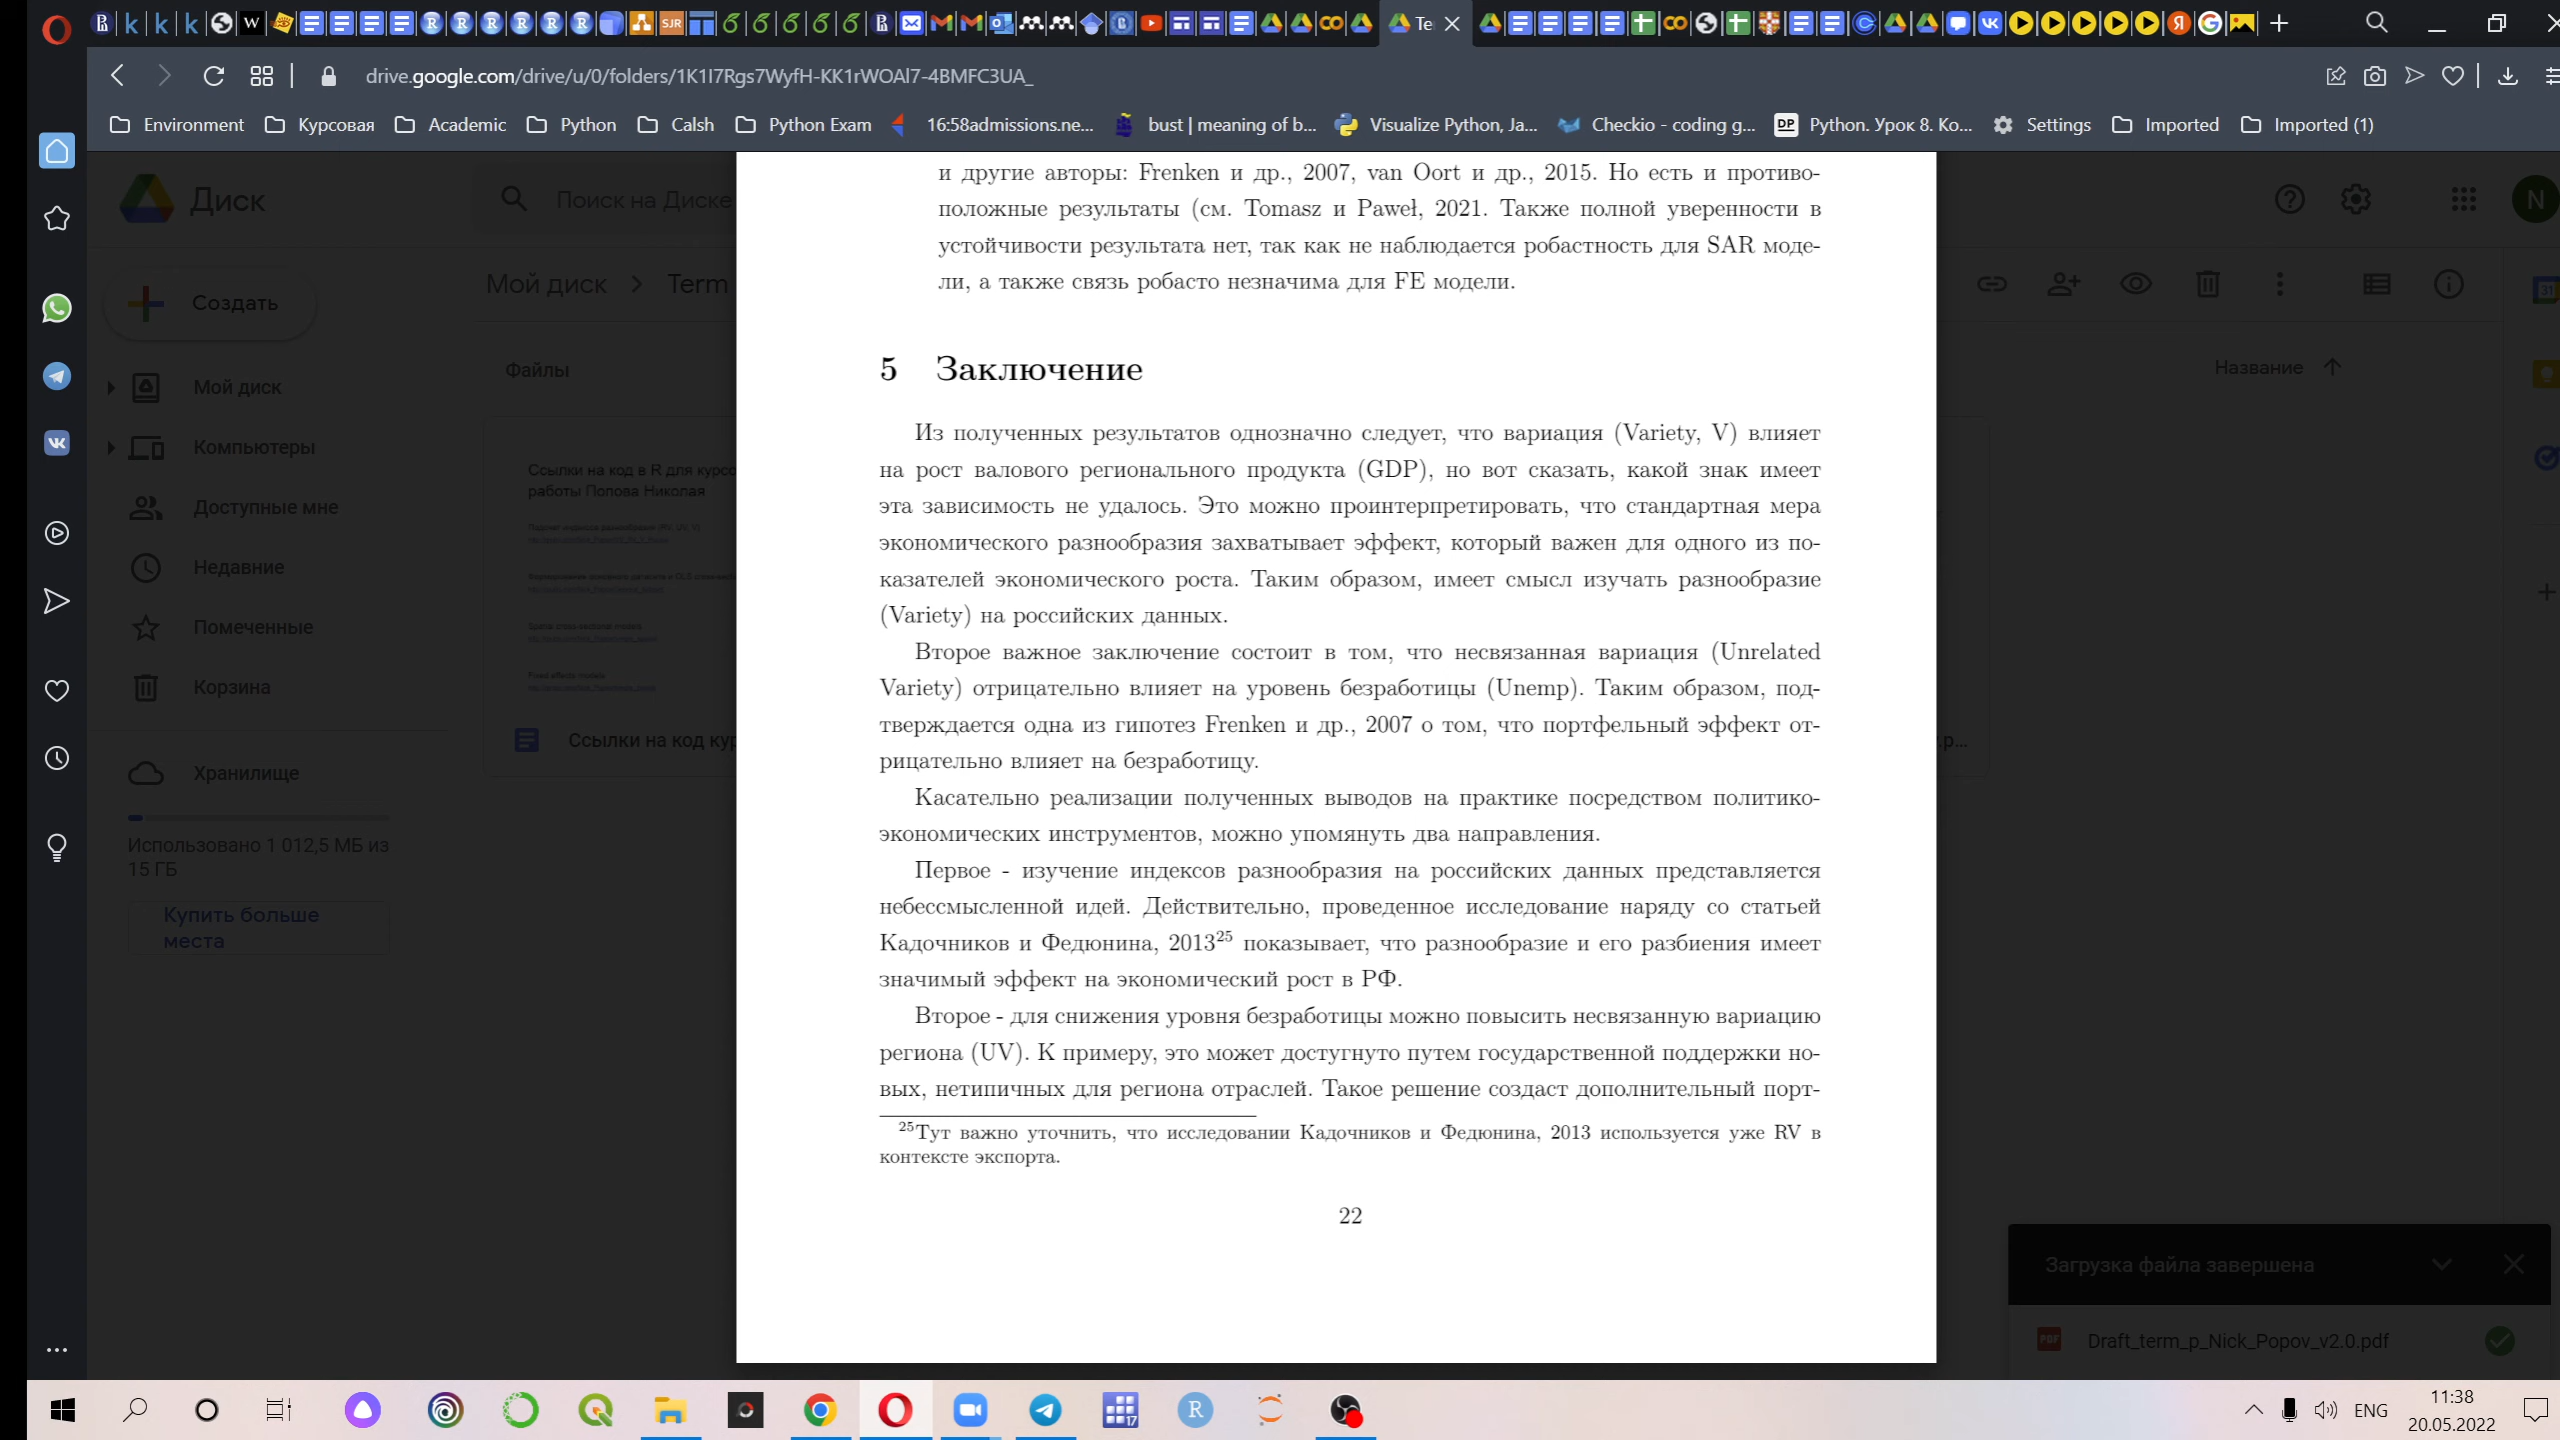 Te
drive.google.com/drive/u/0/folders/1K1I7Rgs7WyfH-KK1rWOAl7-4BMFC3UA_
Environment Курсовая Academic Python Calsh Python Exam 16:58admissions.ne... bust | meaning of b... Visualize Python, Ja... Checkio - coding g... Python. Урок 8. Ко... Settings Imported Imported (1)
Диск
Поиск на Диске
N
Мой диск > Term
Создать
Файлы
Название
Мой диск
Компьютеры
Доступные мне
Недавние
Помеченные
Корзина
Хранилище
Использовано 1 012,5 МБ из
15 ГБ
Купить больше
места
Ссылки на код в R для курсо
работы Попова Николая
Ссылки на код кур
.p...
и другие авторы: Frenken и др., 2007, van Oort и др., 2015. Но есть и противо-
положные результаты (см. Tomasz и Paweł, 2021. Также полной уверенности в
устойчивости результата нет, так как не наблюдается робастность для SAR моде-
ли, а также связь робасто незначима для FE модели.
5 Заключение
Из полученных результатов однозначно следует, что вариация (Variety, V) влияет
на рост валового регионального продукта (GDP), но вот сказать, какой знак имеет
эта зависимость не удалось. Это можно проинтерпретировать, что стандартная мера
экономического разнообразия захватывает эффект, который важен для одного из по-
казателей экономического роста. Таким образом, имеет смысл изучать разнообразие
(Variety) на российских данных.
Второе важное заключение состоит в том, что несвязанная вариация (Unrelated
Variety) отрицательно влияет на уровень безработицы (Unemp). Таким образом, под-
тверждается одна из гипотез Frenken и др., 2007 о том, что портфельный эффект от-
рицательно влияет на безработицу.
Касательно реализации полученных выводов на практике посредством политико-
экономических инструментов, можно упомянуть два направления.
Первое - изучение индексов разнообразия на российских данных представляется
небессмысленной идей. Действительно, проведенное исследование наряду со статьей
Кадочников и Федюнина, 2013²⁵ показывает, что разнообразие и его разбиения имеет
значимый эффект на экономический рост в РФ.
Второе - для снижения уровня безработицы можно повысить несвязанную вариацию
региона (UV). К примеру, это может достугнуто путем государственной поддержки но-
вых, нетипичных для региона отраслей. Такое решение создаст дополнительный порт-
²⁵Тут важно уточнить, что исследовании Кадочников и Федюнина, 2013 используется уже RV в
контексте экспорта.
22
Загрузка файла завершена
Draft_term_p_Nick_Popov_v2.0.pdf
ENG
11:38
20.05.2022